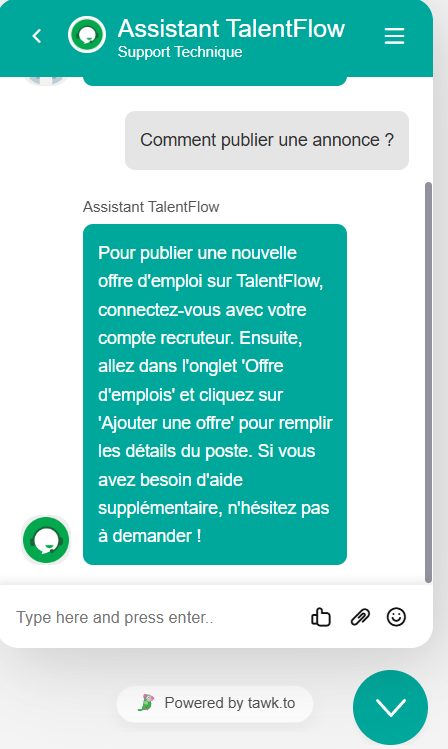 Assistant TalentFlow
Support Technique
Comment publier une annonce ?
Assistant TalentFlow
Pour publier une nouvelle
offre d'emploi sur TalentFlow,
connectez-vous avec votre
compte recruteur. Ensuite,
allez dans l'onglet 'Offre
d'emplois' et cliquez sur
'Ajouter une offre' pour remplir
les détails du poste. Si vous
avez besoin d'aide
supplémentaire, n'hésitez pas
à demander !
Type here and press enter..
Powered by tawk.to